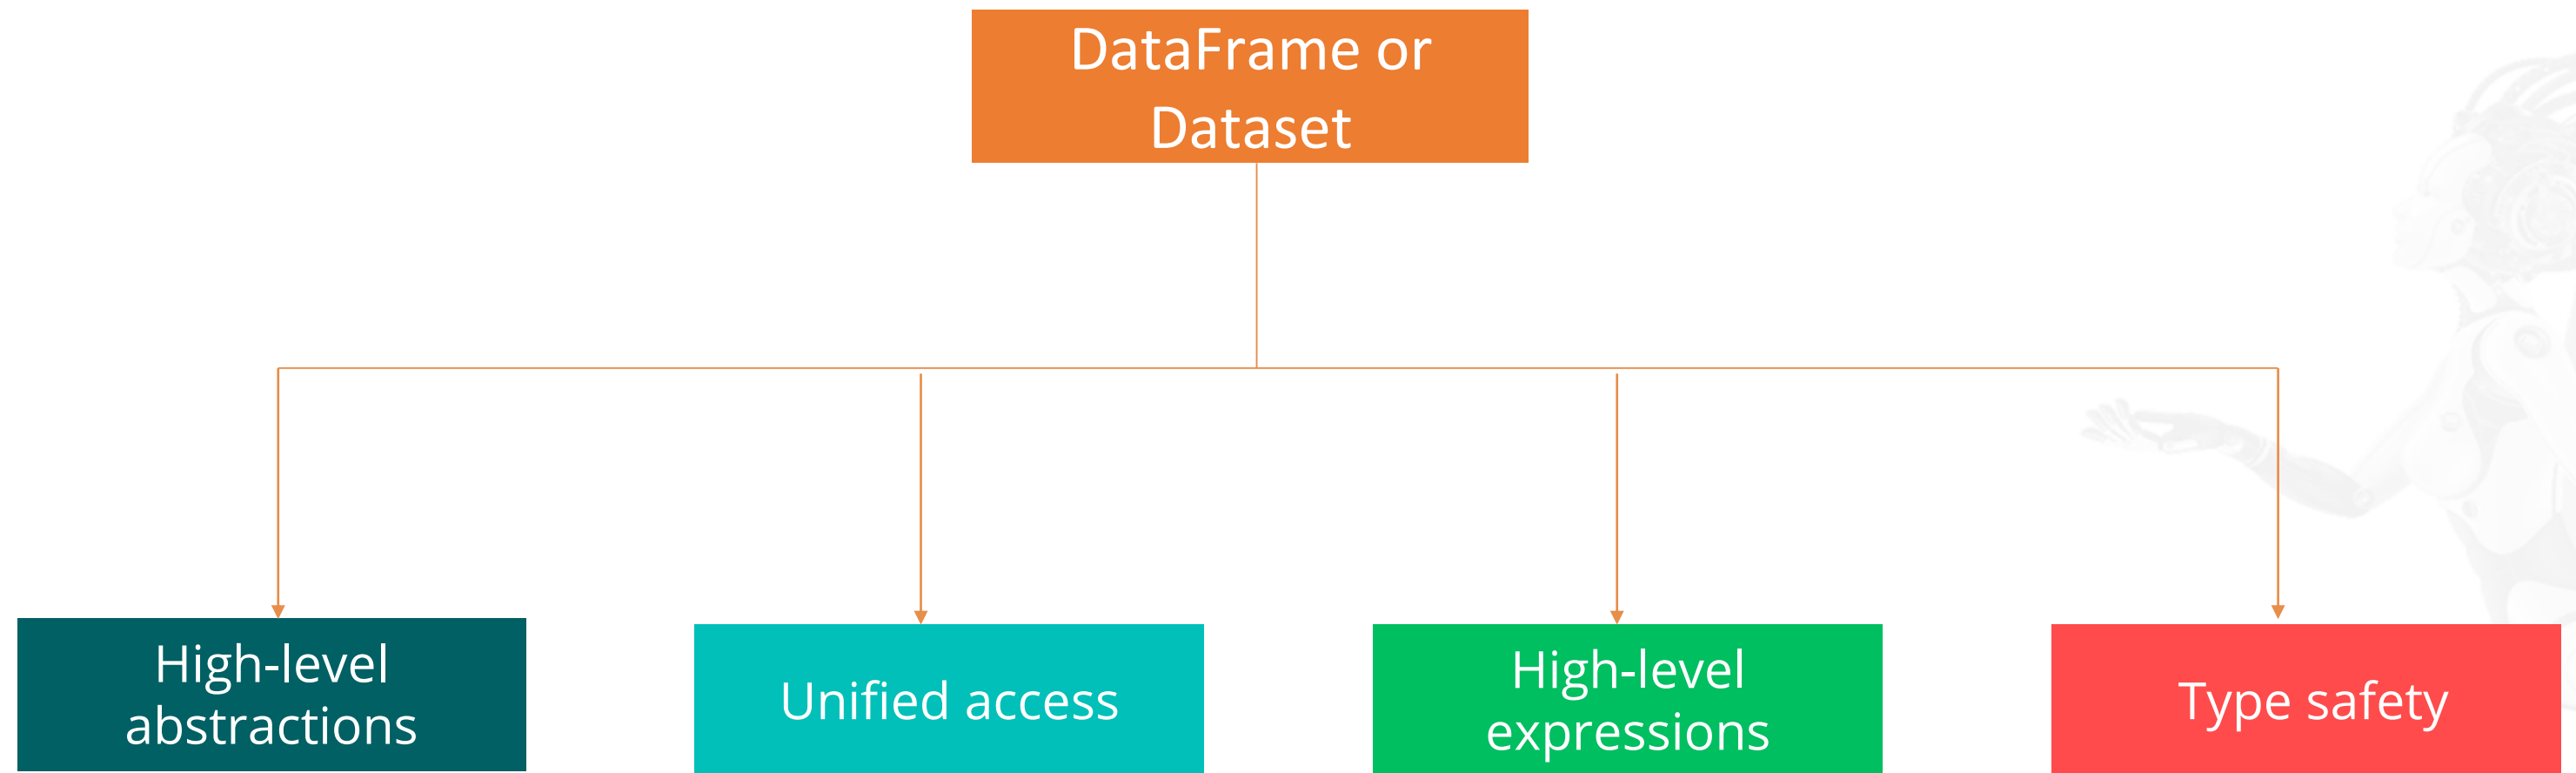 DataFrame or
Dataset
High-level
abstractions
Unified access
High-level
expressions
Type safety